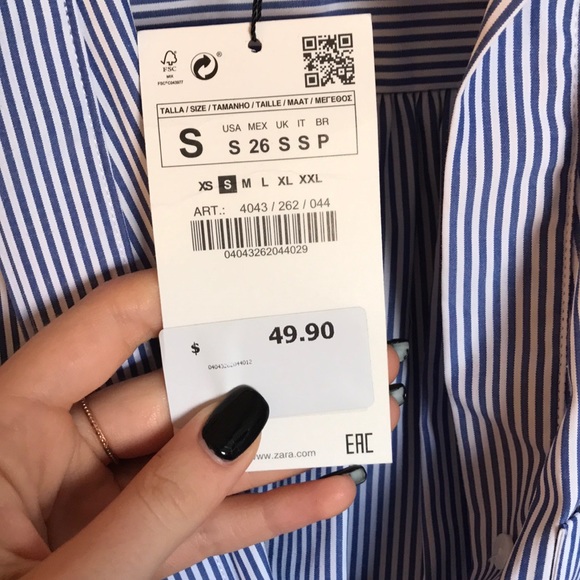 FSC
MIX
®
TALLA / SIZE / TAMANHO / TAILLE / MAAT / ΜΕΓΕΘΟΣ
S
USA MEX UK IT BR
S 26 S S P
XS S M L XL XXL
ART.: 4043 / 262 / 044
04043262044029
$ 49.90
www.zara.com
EAC